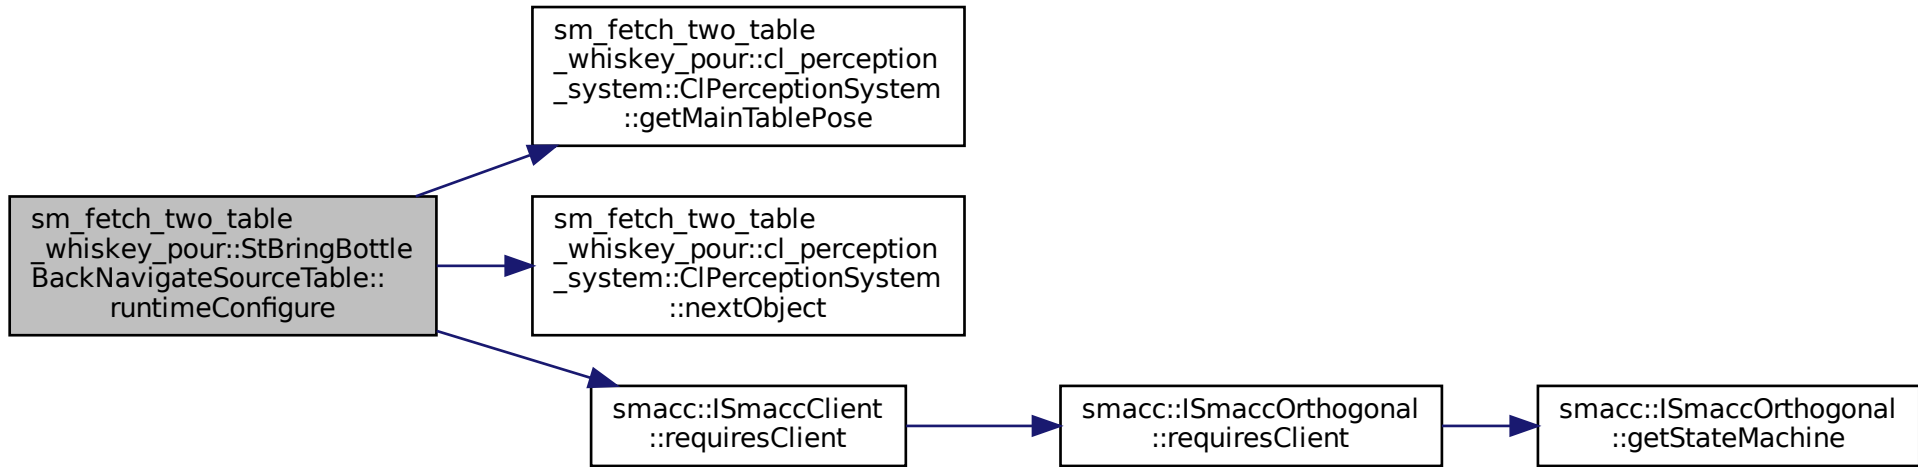 sm_fetch_two_table
_whiskey_pour::cl_perception
_system::ClPerceptionSystem
::getMainTablePose
sm_fetch_two_table
_whiskey_pour::StBringBottle
BackNavigateSourceTable::
runtimeConfigure
sm_fetch_two_table
_whiskey_pour::cl_perception
_system::ClPerceptionSystem
::nextObject
smacc::ISmaccClient
::requiresClient
smacc::ISmaccOrthogonal
::requiresClient
smacc::ISmaccOrthogonal
::getStateMachine